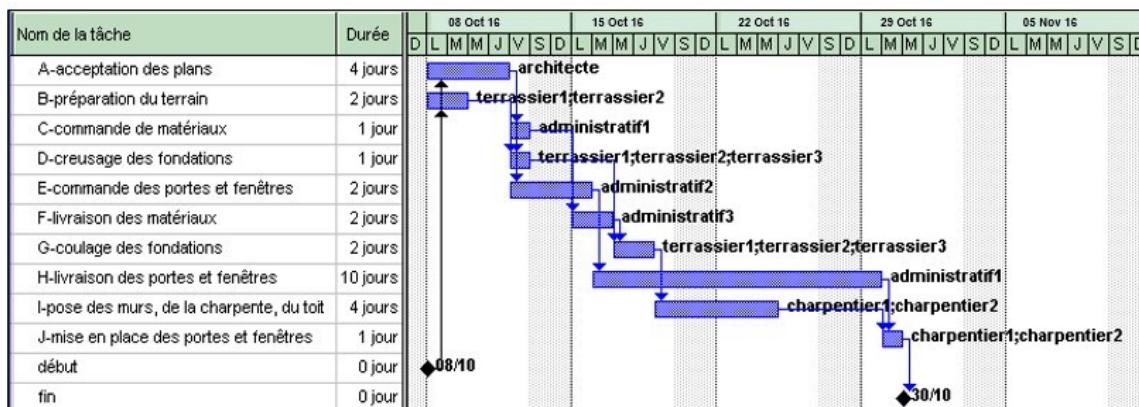 Nom de la tâche Durée 08 Oct 16 15 Oct 16 22 Oct 16 29 Oct 16 05 Nov 16
D L M M J V S D L M M J V S D L M M J V S D L M M J V S D L M M J V S D
A-acceptation des plans 4 jours architecte
B-préparation du terrain 2 jours terrassier1;terrassier2
C-commande de matériaux 1 jour administratif1
D-creusage des fondations 1 jour terrassier1;terrassier2;terrassier3
E-commande des portes et fenêtres 2 jours administratif2
F-livraison des matériaux 2 jours administratif3
G-coulage des fondations 2 jours terrassier1;terrassier2;terrassier3
H-livraison des portes et fenêtres 10 jours administratif1
I-pose des murs, de la charpente, du toit 4 jours charpentier1;charpentier2
J-mise en place des portes et fenêtres 1 jour charpentier1;charpentier2
début 0 jour 08/10
fin 0 jour 30/10